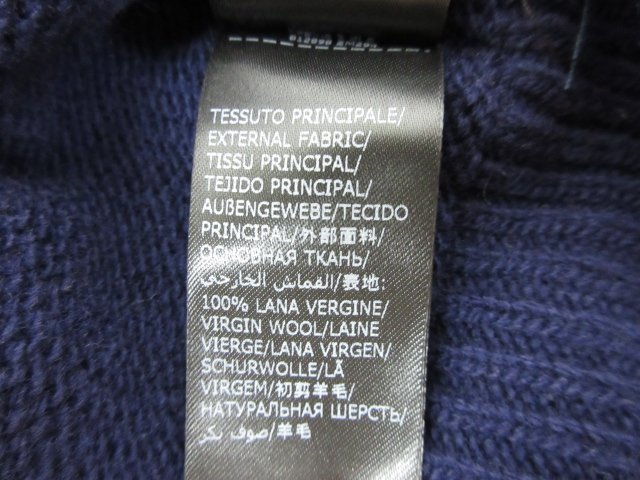 TESSUTO PRINCIPALE/
EXTERNAL FABRIC/
TISSU PRINCIPAL/
TEJIDO PRINCIPAL/
AUßENGEWEBE/TECIDO
PRINCIPAL/外部面料/
ОСНОВНАЯ ТКАНЬ/
القماش الخارجي/表地:
100% LANA VERGINE/
VIRGIN WOOL/LAINE
VIERGE/LANA VIRGEN/
SCHURWOLLE/LÃ
VIRGEM/初剪羊毛/
НАТУРАЛЬНАЯ ШЕРСТЬ/
صوف بكر/羊毛